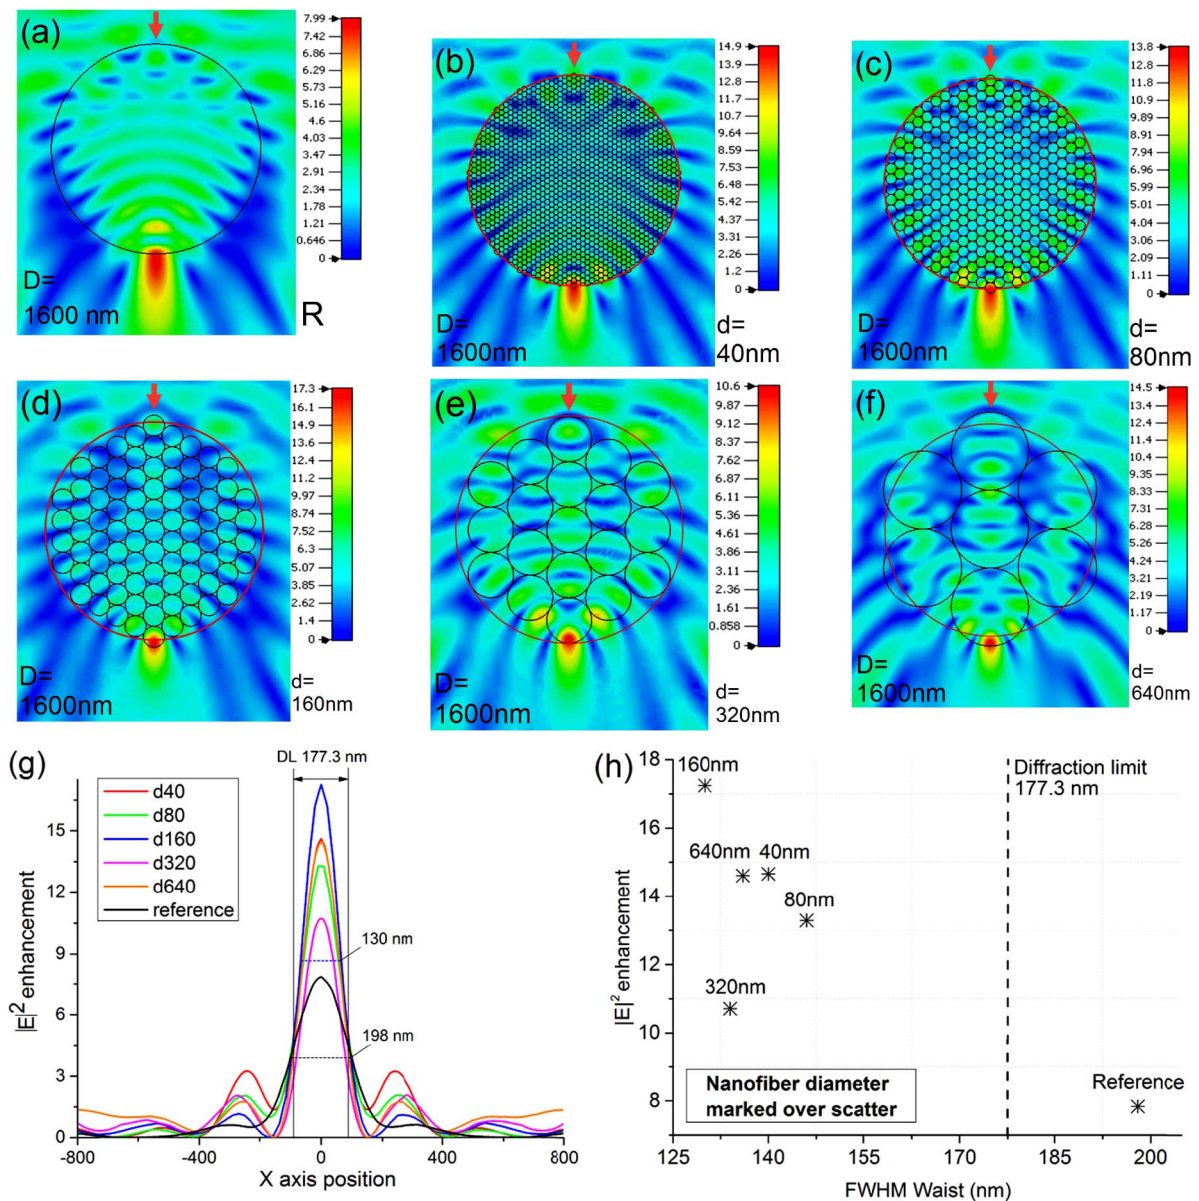 (a)
7.99
7.42
6.86
6.29
5.73
5.16
4.6
4.03
3.47
2.91
2.34
1.78
1.21
0.646
0
D=
1600 nm
R
(b)
14.9
13.9
12.8
11.7
10.7
9.64
8.59
7.53
6.48
5.42
4.37
3.31
2.26
1.2
0
D=
1600nm
d=
40nm
(c)
13.8
12.9
11.9
10.9
9.91
8.94
7.96
6.98
6.00
5.01
4.04
3.06
2.09
1.11
0
D=
1600nm
d=
80nm
(d)
17.3
16.1
14.9
13.6
12.4
11.2
9.97
8.74
7.52
6.3
5.07
3.85
2.62
1.4
0
D=
1600nm
d=
160nm
(e)
10.6
9.87
9.12
8.37
7.62
6.87
6.11
5.36
4.61
3.86
3.11
2.36
1.61
0.858
0
D=
1600nm
d=
320nm
(f)
14.5
13.4
12.4
11.4
10.4
9.35
8.33
7.31
6.28
5.26
4.24
3.21
2.19
1.17
0
D=
1600nm
d=
640nm
(g)
DL 177.3 nm
d40
d80
d160
d320
d640
reference
130 nm
198 nm
15
12
9
6
3
0
|E|² enhancement
-800
-400
0
400
800
X axis position
(h)
18
16
14
12
10
8
|E|² enhancement
160nm
640nm
40nm
80nm
320nm
Diffraction limit
177.3 nm
Reference
Nanofiber diameter
marked over scatter
125
140
155
170
185
200
FWHM Waist (nm)